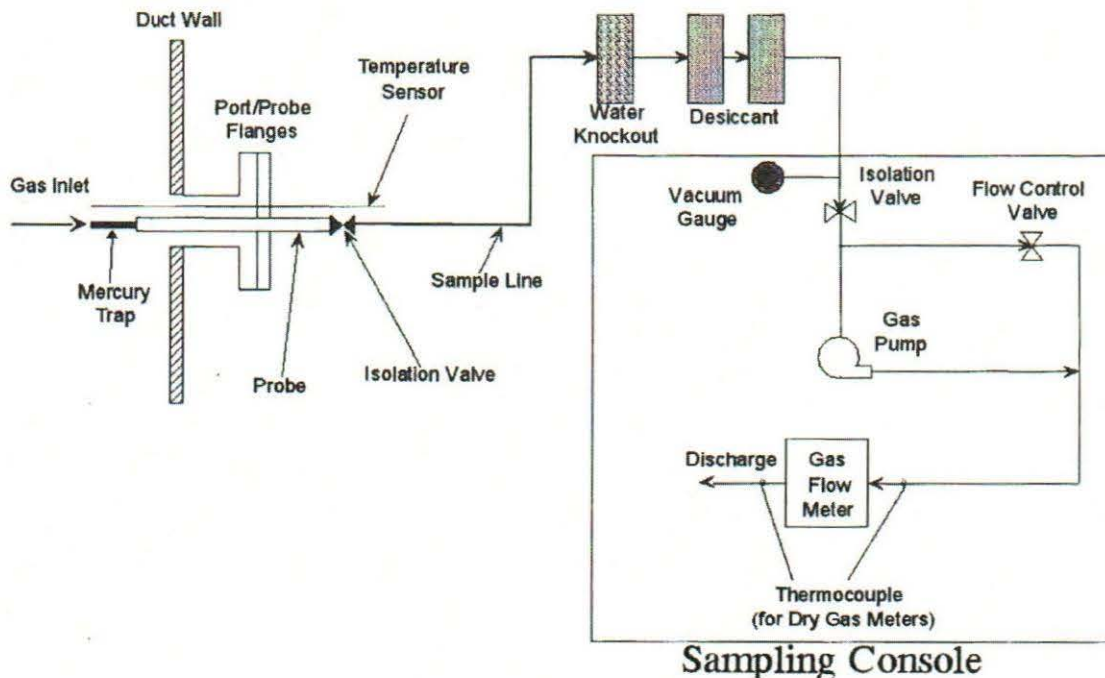 Duct Wall
Temperature
Sensor
Port/Probe
Flanges
Gas Inlet
Mercury
Trap
Probe
Isolation Valve
Sample Line
Water
Knockout
Desiccant
Vacuum
Gauge
Isolation
Valve
Flow Control
Valve
Gas
Pump
Discharge
Gas
Flow
Meter
Thermocouple
(for Dry Gas Meters)
Sampling Console